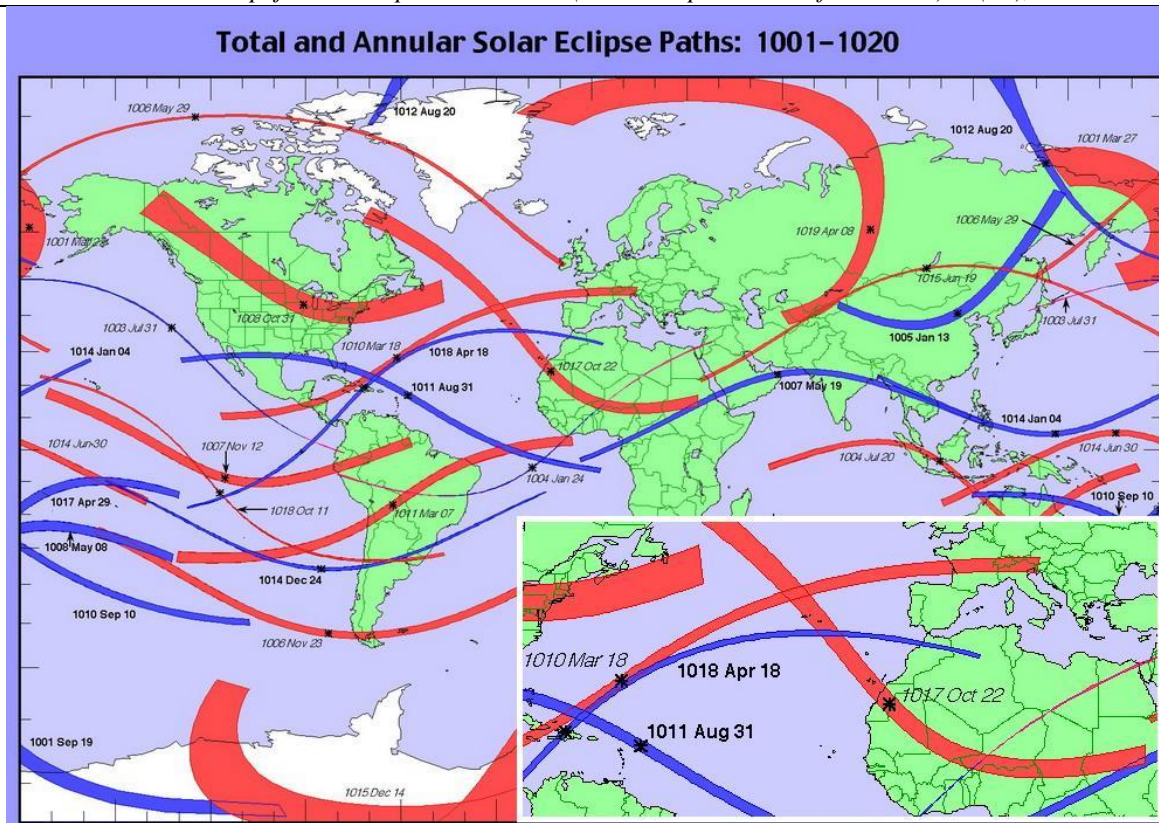 Total and Annular Solar Eclipse Paths: 1001–1020
1006 May 29
1012 Aug 20
1012 Aug 20
1001 Mar 27
1006 May 29
1001 Mar
1019 Apr 08
1015 Jun 19
1008 Oct 31
1003 Jul 31
1003 Jul 31
1010 Mar 18
1018 Apr 18
1005 Jan 13
1014 Jan 04
1017 Oct 22
1011 Aug 31
1007 May 19
1014 Jan 04
1007 Nov 12
1014 Jun 30
1004 Jul 20
1014 Jun 30
1004 Jan 24
1017 Apr 29
1018 Oct 11
1011 Mar 07
1010 Sep 10
1008 May 08
1014 Dec 24
1010 Sep 10
1006 Nov 23
1010 Mar 18
1018 Apr 18
1017 Oct 22
1011 Aug 31
1001 Sep 19
1015 Dec 14